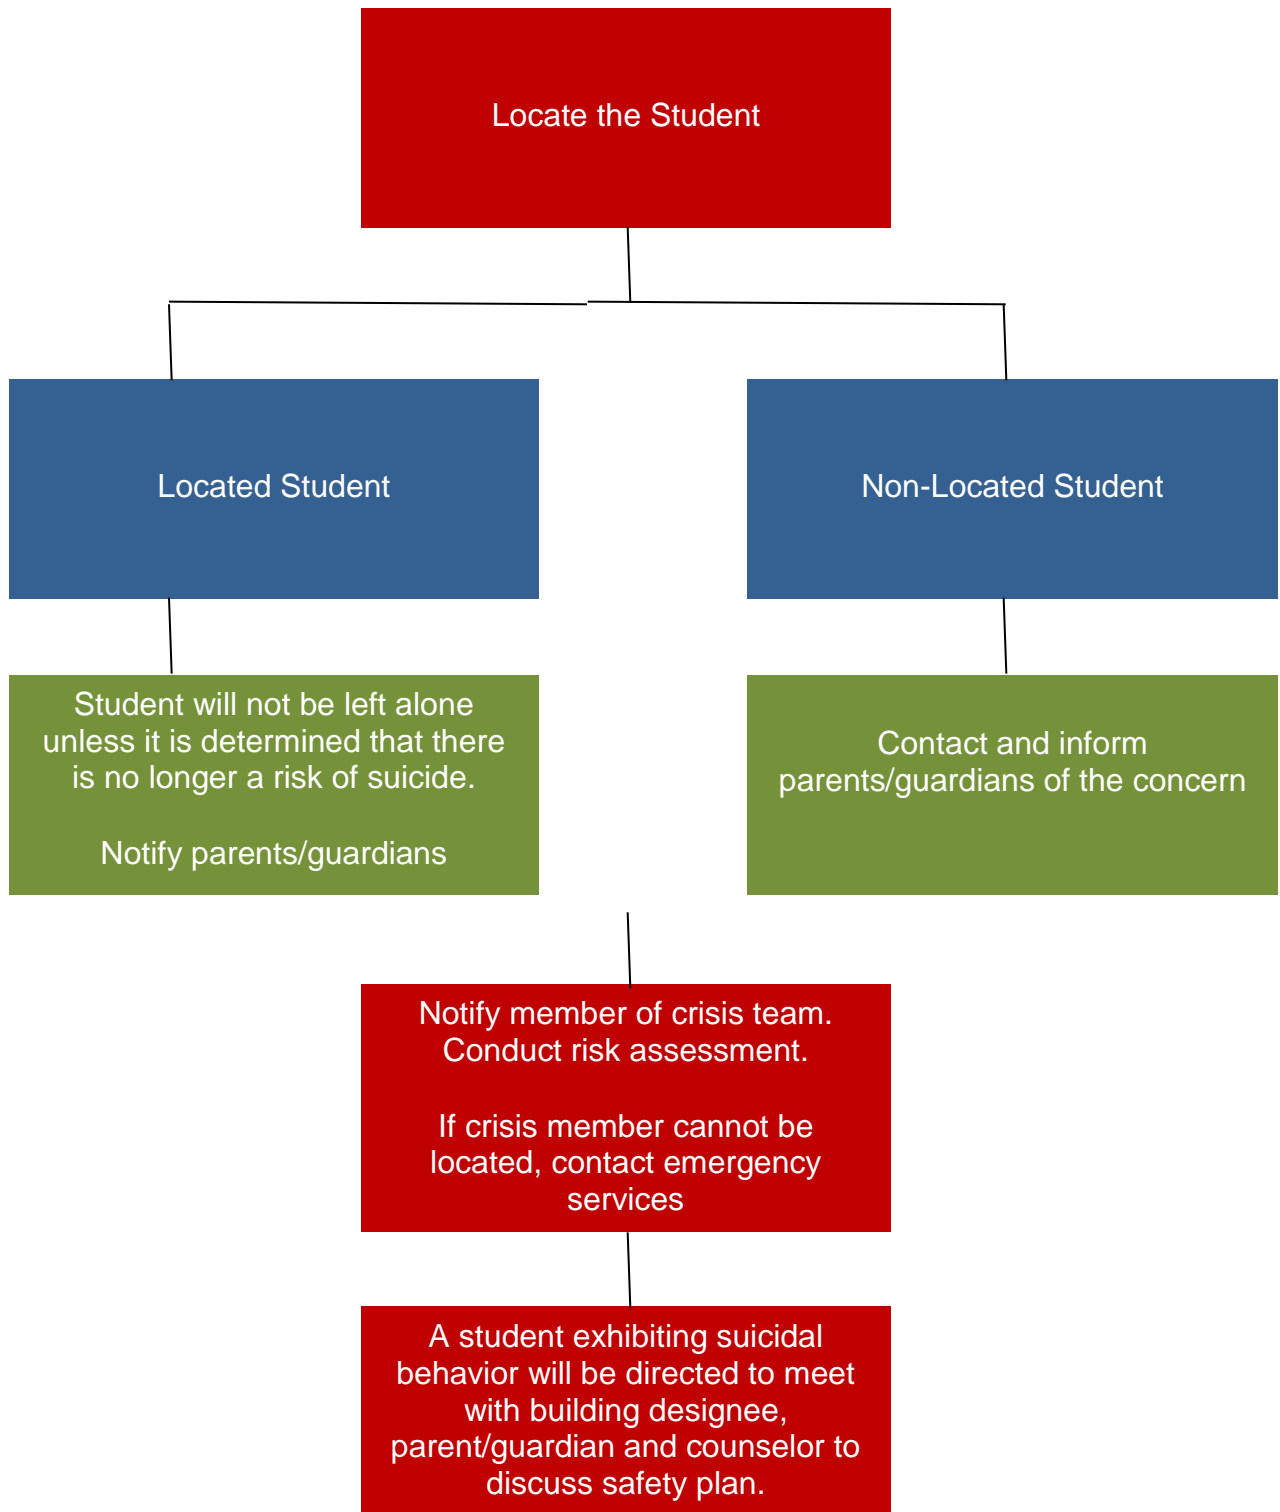 Locate the Student
Located Student
Non-Located Student
Student will not be left alone
unless it is determined that there
is no longer a risk of suicide.
Notify parents/guardians
Contact and inform
parents/guardians of the concern
Notify member of crisis team.
Conduct risk assessment.
If crisis member cannot be
located, contact emergency
services
A student exhibiting suicidal
behavior will be directed to meet
with building designee,
parent/guardian and counselor to
discuss safety plan.